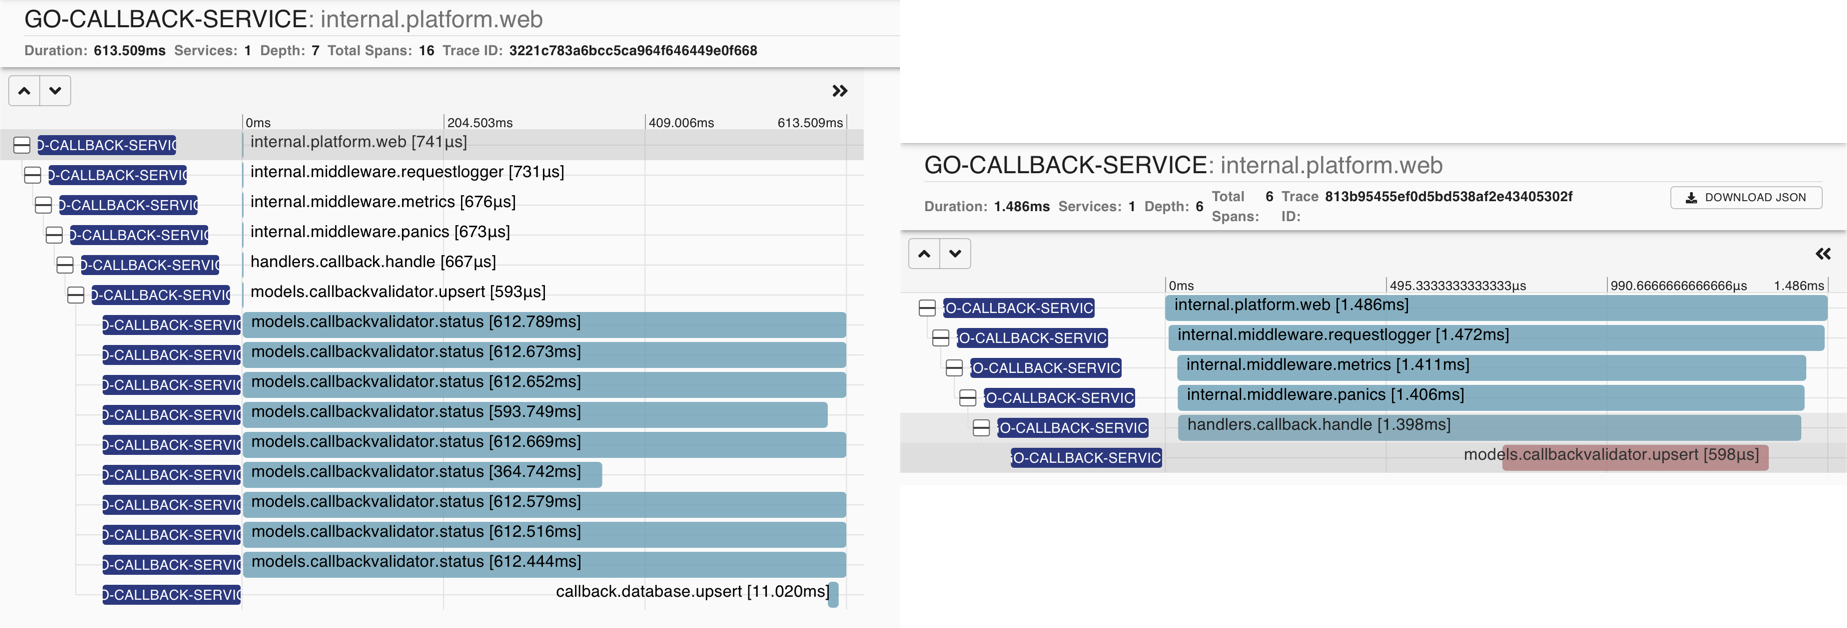 GO-CALLBACK-SERVICE: internal.platform.web
Duration: 613.509ms Services: 1 Depth: 7 Total Spans: 16 Trace ID: 3221c783a6bcc5ca964f646449e0f668
0ms 204.503ms 409.006ms 613.509ms
O-CALLBACK-SERVIC internal.platform.web [741µs]
O-CALLBACK-SERVIC internal.middleware.requestlogger [731µs]
O-CALLBACK-SERVIC internal.middleware.metrics [676µs]
O-CALLBACK-SERVIC internal.middleware.panics [673µs]
O-CALLBACK-SERVIC handlers.callback.handle [667µs]
O-CALLBACK-SERVIC models.callbackvalidator.upsert [593µs]
O-CALLBACK-SERVIC models.callbackvalidator.status [612.789ms]
O-CALLBACK-SERVIC models.callbackvalidator.status [612.673ms]
O-CALLBACK-SERVIC models.callbackvalidator.status [612.652ms]
O-CALLBACK-SERVIC models.callbackvalidator.status [593.749ms]
O-CALLBACK-SERVIC models.callbackvalidator.status [612.669ms]
O-CALLBACK-SERVIC models.callbackvalidator.status [364.742ms]
O-CALLBACK-SERVIC models.callbackvalidator.status [612.579ms]
O-CALLBACK-SERVIC models.callbackvalidator.status [612.516ms]
O-CALLBACK-SERVIC models.callbackvalidator.status [612.444ms]
O-CALLBACK-SERVIC callback.database.upsert [11.020ms]
GO-CALLBACK-SERVICE: internal.platform.web
Duration: 1.486ms Services: 1 Depth: 6 Total Spans: 6 Trace ID: 813b95455ef0d5bd538af2e43405302f
DOWNLOAD JSON
0ms 495.3333333333333µs 990.6666666666666µs 1.486ms
GO-CALLBACK-SERVIC internal.platform.web [1.486ms]
GO-CALLBACK-SERVIC internal.middleware.requestlogger [1.472ms]
GO-CALLBACK-SERVIC internal.middleware.metrics [1.411ms]
GO-CALLBACK-SERVIC internal.middleware.panics [1.406ms]
GO-CALLBACK-SERVIC handlers.callback.handle [1.398ms]
GO-CALLBACK-SERVIC models.callbackvalidator.upsert [598µs]